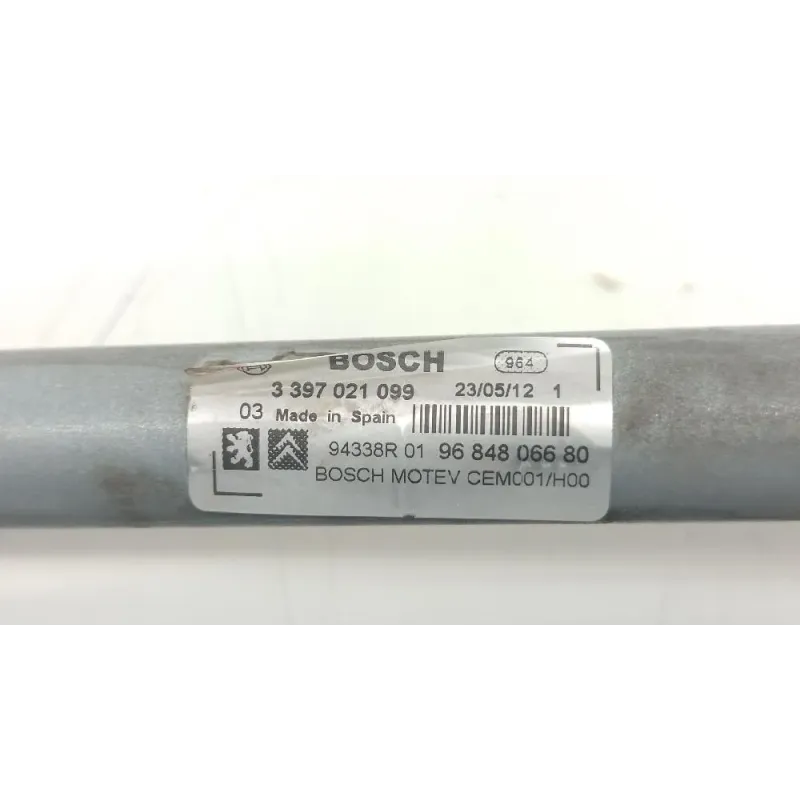 BOSCH 964
3 397 021 099 23/05/12 1
03 Made in Spain
94338R 01 96 848 066 80
BOSCH MOTEV CEM001/H00